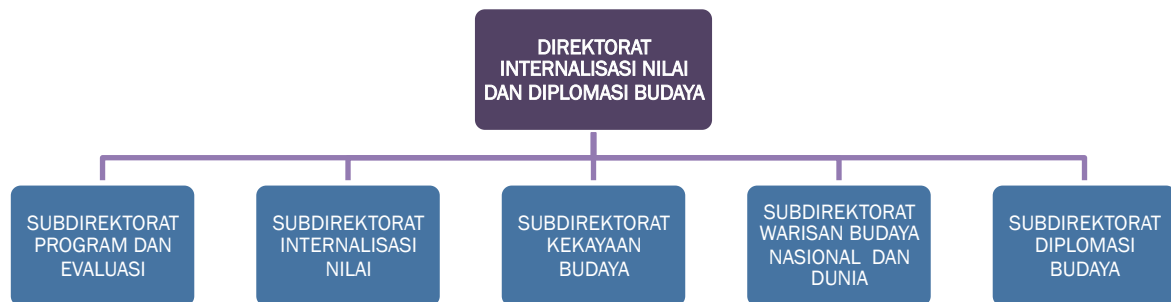 DIREKTORAT
INTERNALISASI NILAI
DAN DIPLOMASI BUDAYA
SUBDIREKTORAT
PROGRAM DAN
EVALUASI
SUBDIREKTORAT
INTERNALISASI
NILAI
SUBDIREKTORAT
KEKAYAAN
BUDAYA
SUBDIREKTORAT
WARISAN BUDAYA
NASIONAL DAN
DUNIA
SUBDIREKTORAT
DIPLOMASI
BUDAYA